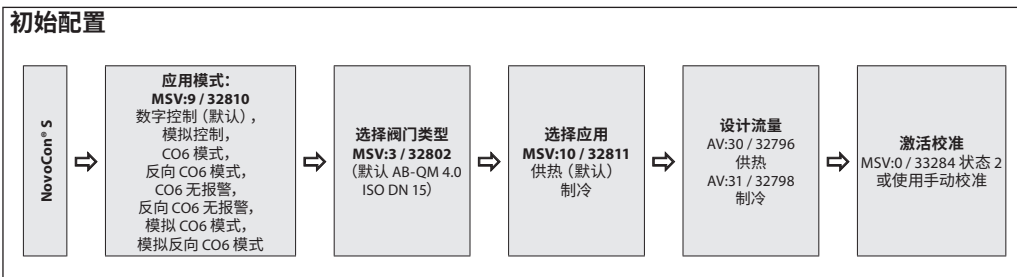 初始配置
NovoCon® S
应用模式：
MSV:9 / 32810
数字控制（默认），
模拟控制，
CO6 模式，
反向 CO6 模式，
CO6 无报警，
反向 CO6 无报警，
模拟 CO6 模式，
模拟反向 CO6 模式
选择阀门类型
MSV:3 / 32802
（默认 AB-QM 4.0
ISO DN 15）
选择应用
MSV:10 / 32811
供热（默认）
制冷
设计流量
AV:30 / 32796
供热
AV:31 / 32798
制冷
激活校准
MSV:0 / 33284 状态 2
或使用手动校准